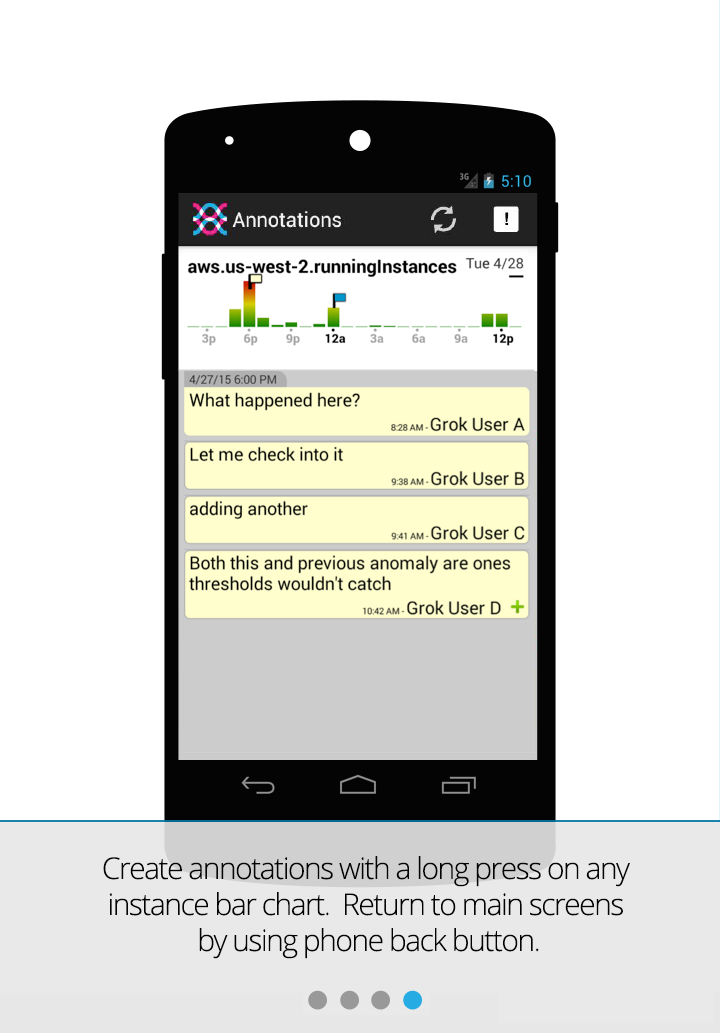 3G 5:10
Annotations !
aws.us-west-2.runningInstances Tue 4/28
3p 6p 9p 12a 3a 6a 9a 12p
4/27/15 6:00 PM
What happened here?
8:28 AM - Grok User A
Let me check into it
9:38 AM - Grok User B
adding another
9:41 AM - Grok User C
Both this and previous anomaly are ones
thresholds wouldn't catch
10:42 AM - Grok User D +
Create annotations with a long press on any
instance bar chart. Return to main screens
by using phone back button.